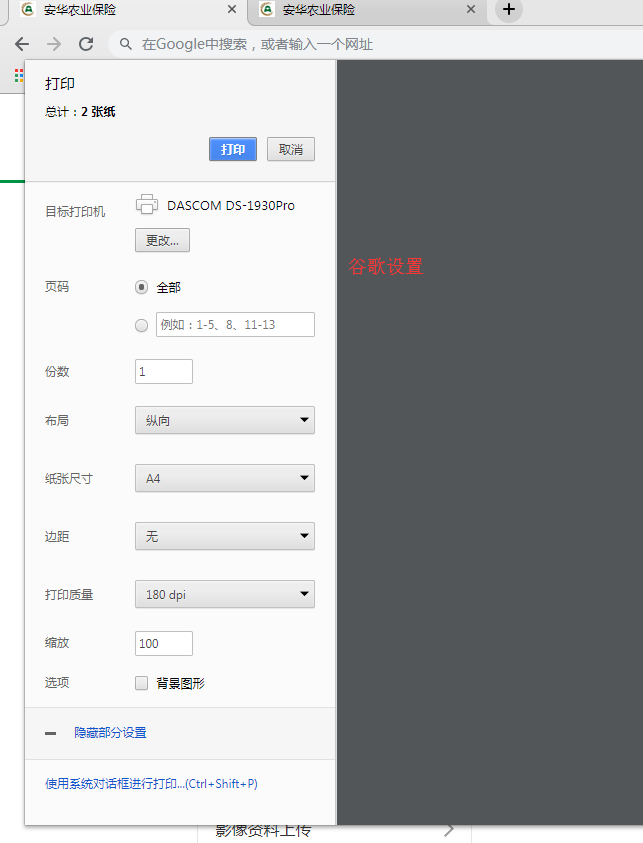 安华农业保险
安华农业保险
在Google中搜索，或者输入一个网址
打印
总计：2 张纸
打印 取消
目标打印机 DASCOM DS-1930Pro
更改...
谷歌设置
页码 全部
例如：1-5、8、11-13
份数 1
布局 纵向
纸张尺寸 A4
边距 无
打印质量 180 dpi
缩放 100
选项 背景图形
隐藏部分设置
使用系统对话框进行打印...(Ctrl+Shift+P)
影像资料上传